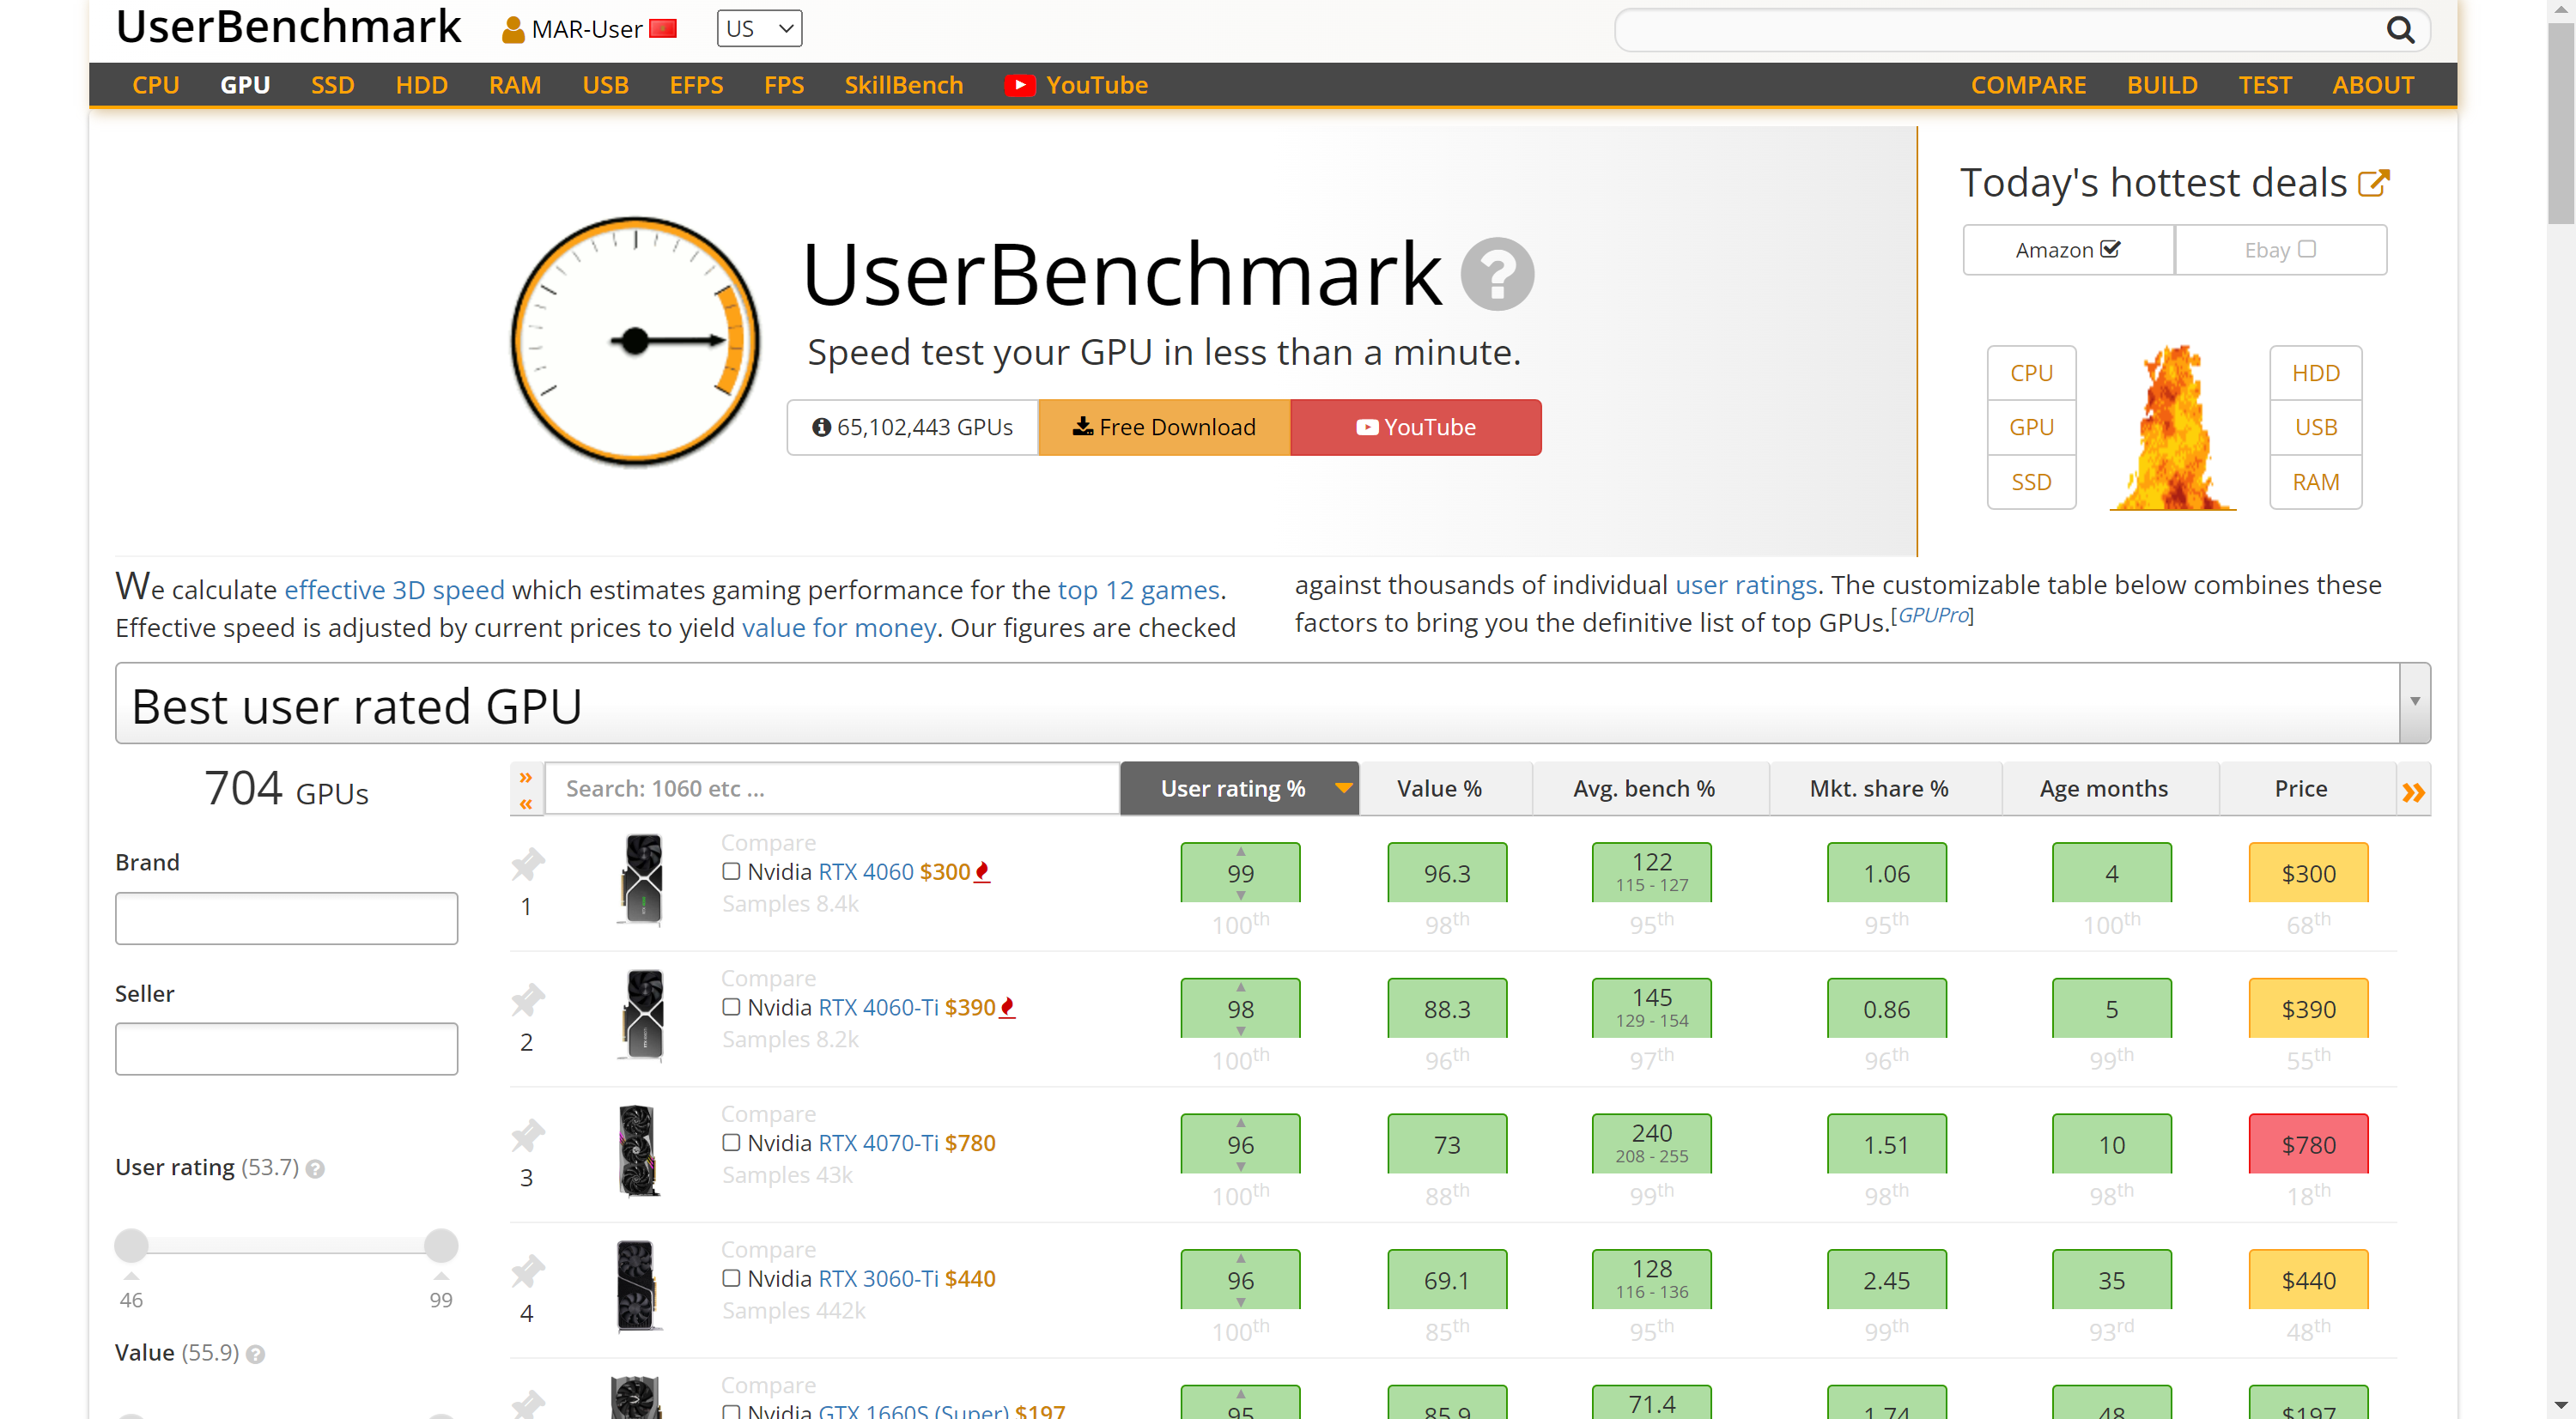 UserBenchmark
MAR-User
US
CPU
GPU
SSD
HDD
RAM
USB
EFPS
FPS
SkillBench
YouTube
COMPARE
BUILD
TEST
ABOUT
UserBenchmark ?
Speed test your GPU in less than a minute.
65,102,443 GPUs
Free Download
YouTube
Today's hottest deals
Amazon
Ebay
CPU
GPU
SSD
HDD
USB
RAM
We calculate effective 3D speed which estimates gaming performance for the top 12 games.
Effective speed is adjusted by current prices to yield value for money. Our figures are checked
against thousands of individual user ratings. The customizable table below combines these
factors to bring you the definitive list of top GPUs.[GPUPro]
Best user rated GPU
704 GPUs
Brand
Seller
User rating (53.7) ?
46
99
Value (55.9) ?
» «
Search: 1060 etc ...
User rating %
Value %
Avg. bench %
Mkt. share %
Age months
Price
»
1
Compare
Nvidia RTX 4060 $300
Samples 8.4k
99
100th
96.3
98th
122
115 - 127
95th
1.06
95th
4
100th
$300
68th
2
Compare
Nvidia RTX 4060-Ti $390
Samples 8.2k
98
100th
88.3
96th
145
129 - 154
97th
0.86
96th
5
99th
$390
55th
3
Compare
Nvidia RTX 4070-Ti $780
Samples 43k
96
100th
73
88th
240
208 - 255
99th
1.51
98th
10
98th
$780
18th
4
Compare
Nvidia RTX 3060-Ti $440
Samples 442k
96
100th
69.1
85th
128
116 - 136
95th
2.45
99th
35
93rd
$440
48th
Compare
Nvidia GTX 1660S (Super) $197
95
85.9
71.4
1.74
48
$197